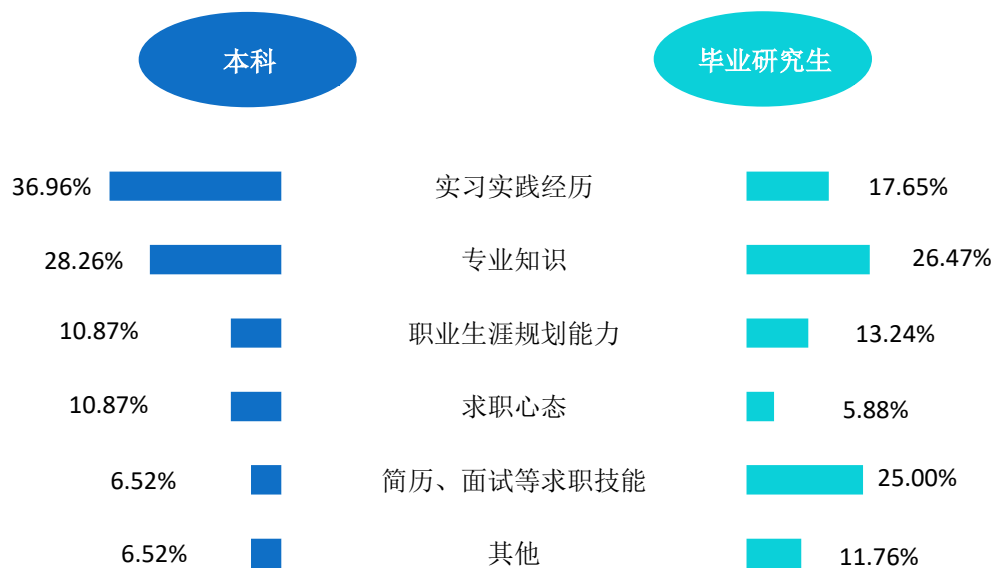 本科 毕业研究生
36.96% 实习实践经历 17.65%
28.26% 专业知识 26.47%
10.87% 职业生涯规划能力 13.24%
10.87% 求职心态 5.88%
6.52% 简历、面试等求职技能 25.00%
6.52% 其他 11.76%